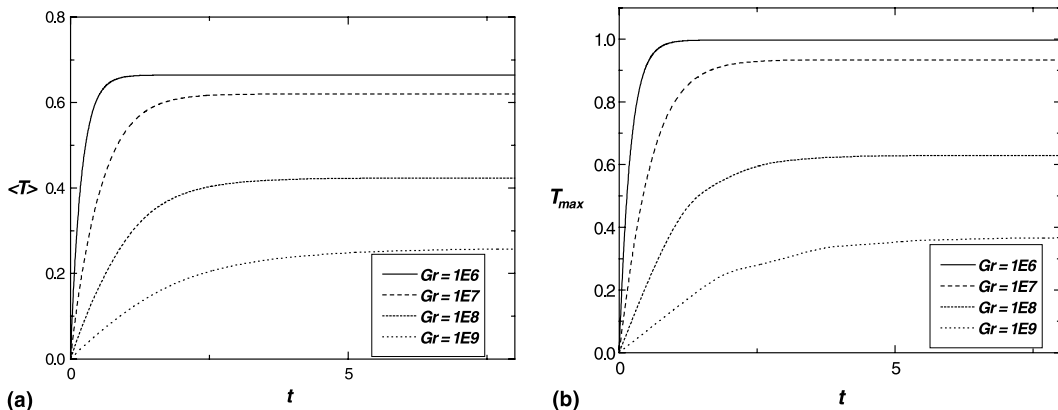 0.8
0.6
<T>
0.4
0.2
0.0
0
5
t
(a)
Gr = 1E6
Gr = 1E7
Gr = 1E8
Gr = 1E9
1.0
0.8
0.6
Tmax
0.4
0.2
0.0
0
5
t
(b)
Gr = 1E6
Gr = 1E7
Gr = 1E8
Gr = 1E9